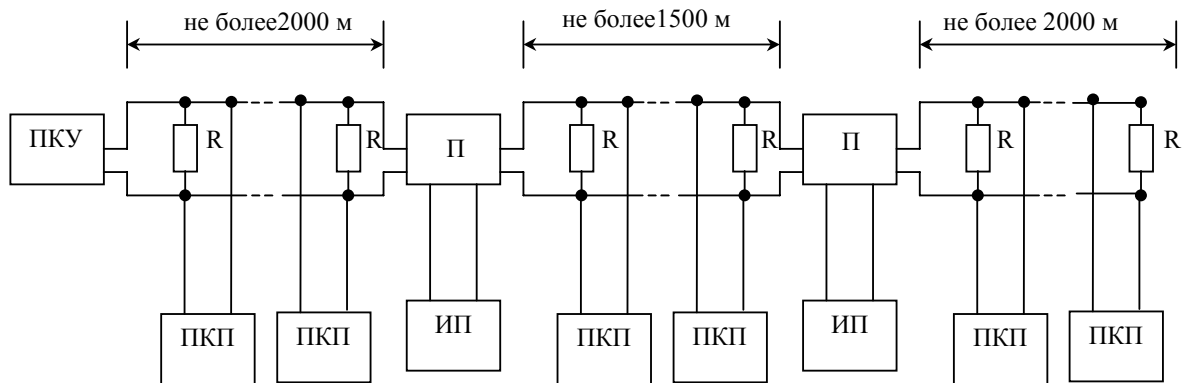 не более2000 м
не более1500 м
не более 2000 м
ПКУ
R
R
П
R
R
П
R
R
ПКП
ПКП
ИП
ПКП
ПКП
ИП
ПКП
ПКП